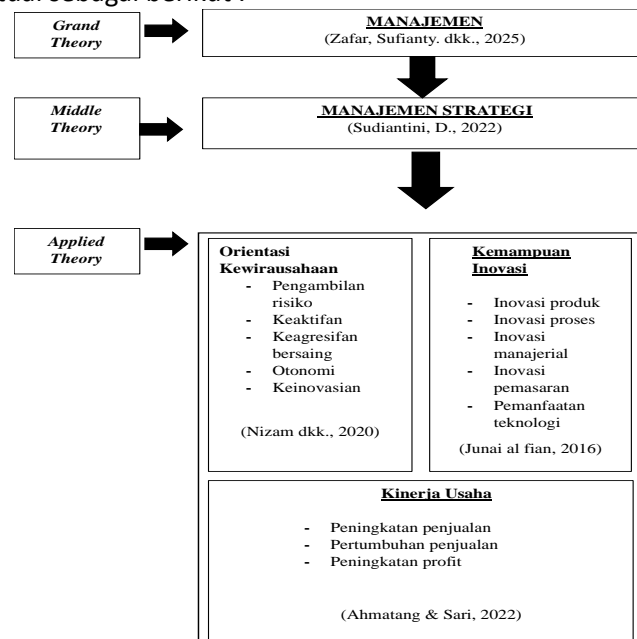 sebagai berikut :
Grand
Theory
MANAJEMEN
(Zafar, Sufianty. dkk., 2025)
Middle
Theory
MANAJEMEN STRATEGI
(Sudiantini, D., 2022)
Applied
Theory
Orientasi
Kewirausahaan
- Pengambilan
risiko
- Keaktifan
- Keagresifan
bersaing
- Otonomi
- Keinovasian
(Nizam dkk., 2020)
Kemampuan
Inovasi
- Inovasi produk
- Inovasi proses
- Inovasi
manajerial
- Inovasi
pemasaran
- Pemanfaatan
teknologi
(Junai al fian, 2016)
Kinerja Usaha
- Peningkatan penjualan
- Pertumbuhan penjualan
- Peningkatan profit
(Ahmatang & Sari, 2022)